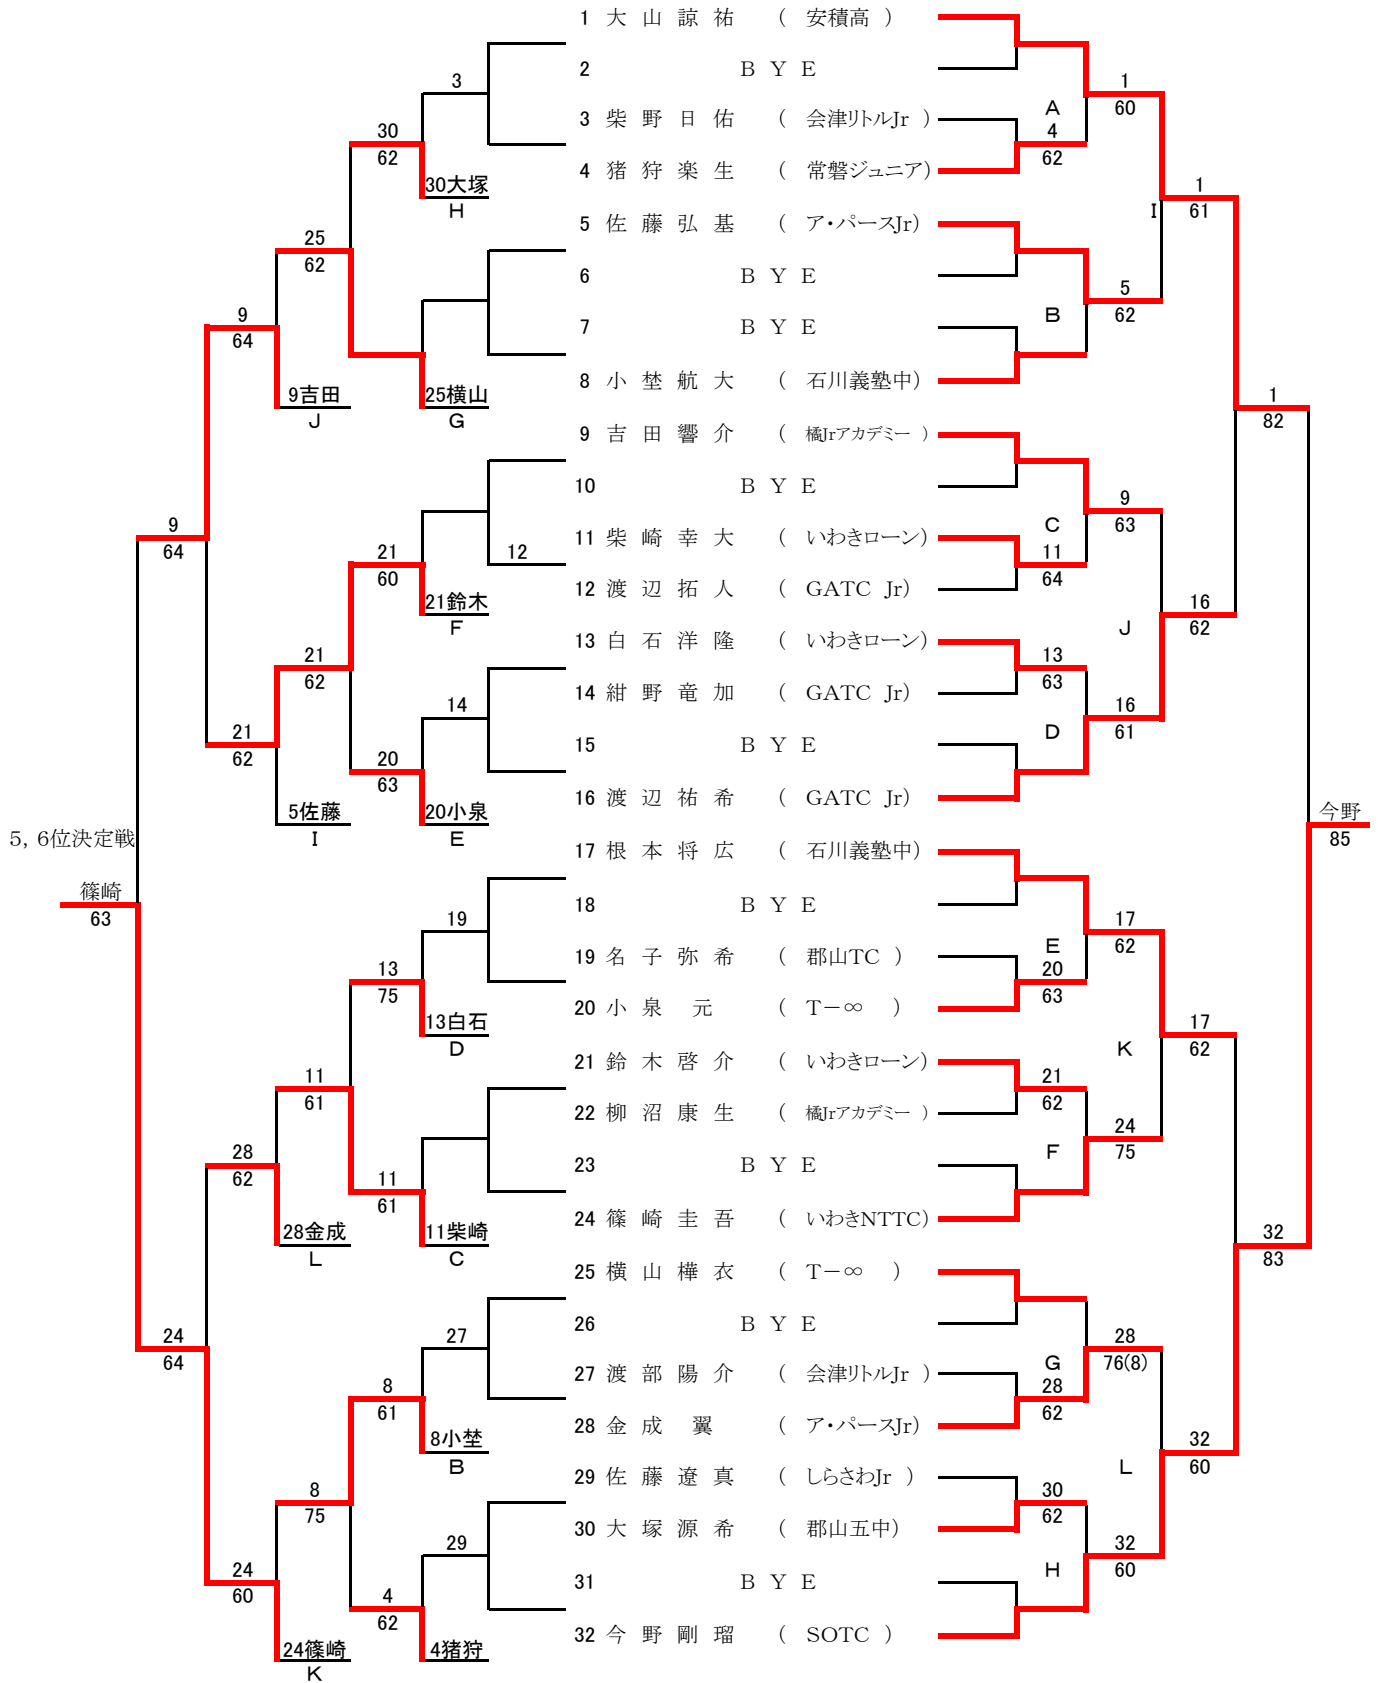 1 大山諒祐 ( 安積高 )
2 BYE
3 柴野日佑 ( 会津リトルJr )
4 猪狩楽生 ( 常磐ジュニア)
5 佐藤弘基 ( ア・パースJr)
6 BYE
7 BYE
8 小埜航大 ( 石川義塾中)
9 吉田響介 ( 橘Jrアカデミー )
10 BYE
11 柴崎幸大 ( いわきローン)
12 渡辺拓人 ( GATC Jr)
13 白石洋隆 ( いわきローン)
14 紺野竜加 ( GATC Jr)
15 BYE
16 渡辺祐希 ( GATC Jr)
17 根本将広 ( 石川義塾中)
18 BYE
19 名子弥希 ( 郡山TC )
20 小泉 元 ( T－∞ )
21 鈴木啓介 ( いわきローン)
22 柳沼康生 ( 橘Jrアカデミー )
23 BYE
24 篠崎圭吾 ( いわきNTTC)
25 横山樺衣 ( T－∞ )
26 BYE
27 渡部陽介 ( 会津リトルJr )
28 金成 翼 ( ア・パースJr)
29 佐藤遼真 ( しらさわJr )
30 大塚源希 ( 郡山五中)
31 BYE
32 今野剛瑠 ( SOTC )
3
30
62
30大塚
H
25
62
9
64
9吉田
J
25横山
G
9
64
12
21
60
21鈴木
F
21
62
14
21
62
20
63
5佐藤
I
20小泉
E
5，6位決定戦
篠崎
63
19
13
75
13白石
D
11
61
28
62
11
61
28金成
L
11柴崎
C
24
64
27
8
61
8小埜
B
8
75
29
24
60
4
62
24篠崎
K
4猪狩
A
4
62
1
60
I
1
61
B
5
62
1
82
C
11
64
9
63
J
16
62
13
63
D
16
61
今野
85
E
20
63
17
62
K
17
62
21
62
F
24
75
32
83
G
28
62
28
76(8)
L
32
60
30
62
H
32
60